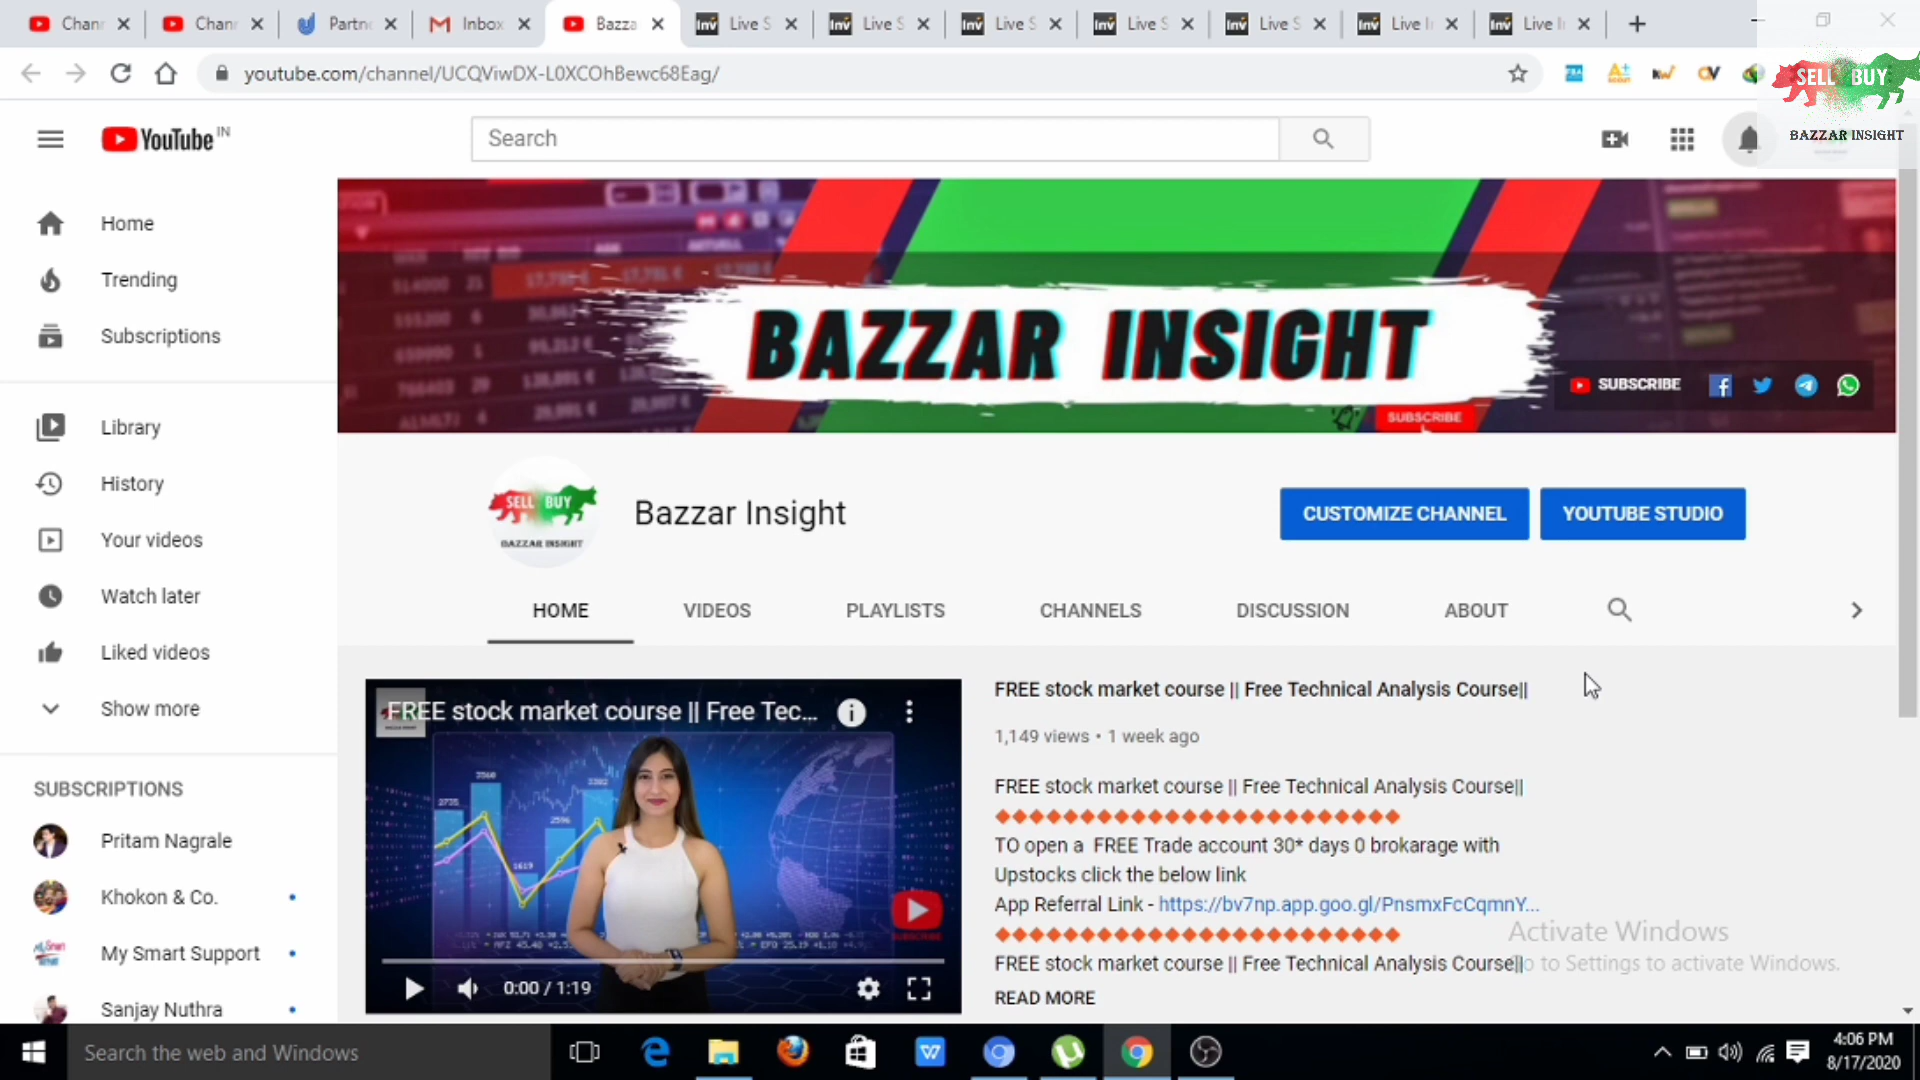 Chan
Chan
Partn
Inbox
Bazza
Live S
Live S
Live S
Live S
Live S
Live I
Live I
youtube.com/channel/UCQViwDX-L0XCOhBewc68Eag/
SELL BUY
BAZZAR INSIGHT
YouTube IN
Search
Home
Trending
Subscriptions
Library
History
Your videos
Watch later
Liked videos
Show more
SUBSCRIPTIONS
Pritam Nagrale
Khokon & Co.
My Smart Support
Sanjay Nuthra
BAZZAR INSIGHT
SUBSCRIBE
SUBSCRIBE
SELL BUY
BAZZAR INSIGHT
Bazzar Insight
CUSTOMIZE CHANNEL
YOUTUBE STUDIO
HOME
VIDEOS
PLAYLISTS
CHANNELS
DISCUSSION
ABOUT
FREE stock market course || Free Tec...
3560
3382
2735
2596
1619
0:00 / 1:19
FREE stock market course || Free Technical Analysis Course||
1,149 views • 1 week ago
FREE stock market course || Free Technical Analysis Course||
TO open a FREE Trade account 30* days 0 brokarage with
Upstocks click the below link
App Referral Link - https://bv7np.app.goo.gl/PnsmxFcCqmnY...
FREE stock market course || Free Technical Analysis Course||
READ MORE
Activate Windows
Go to Settings to activate Windows.
Search the web and Windows
4:06 PM
8/17/2020